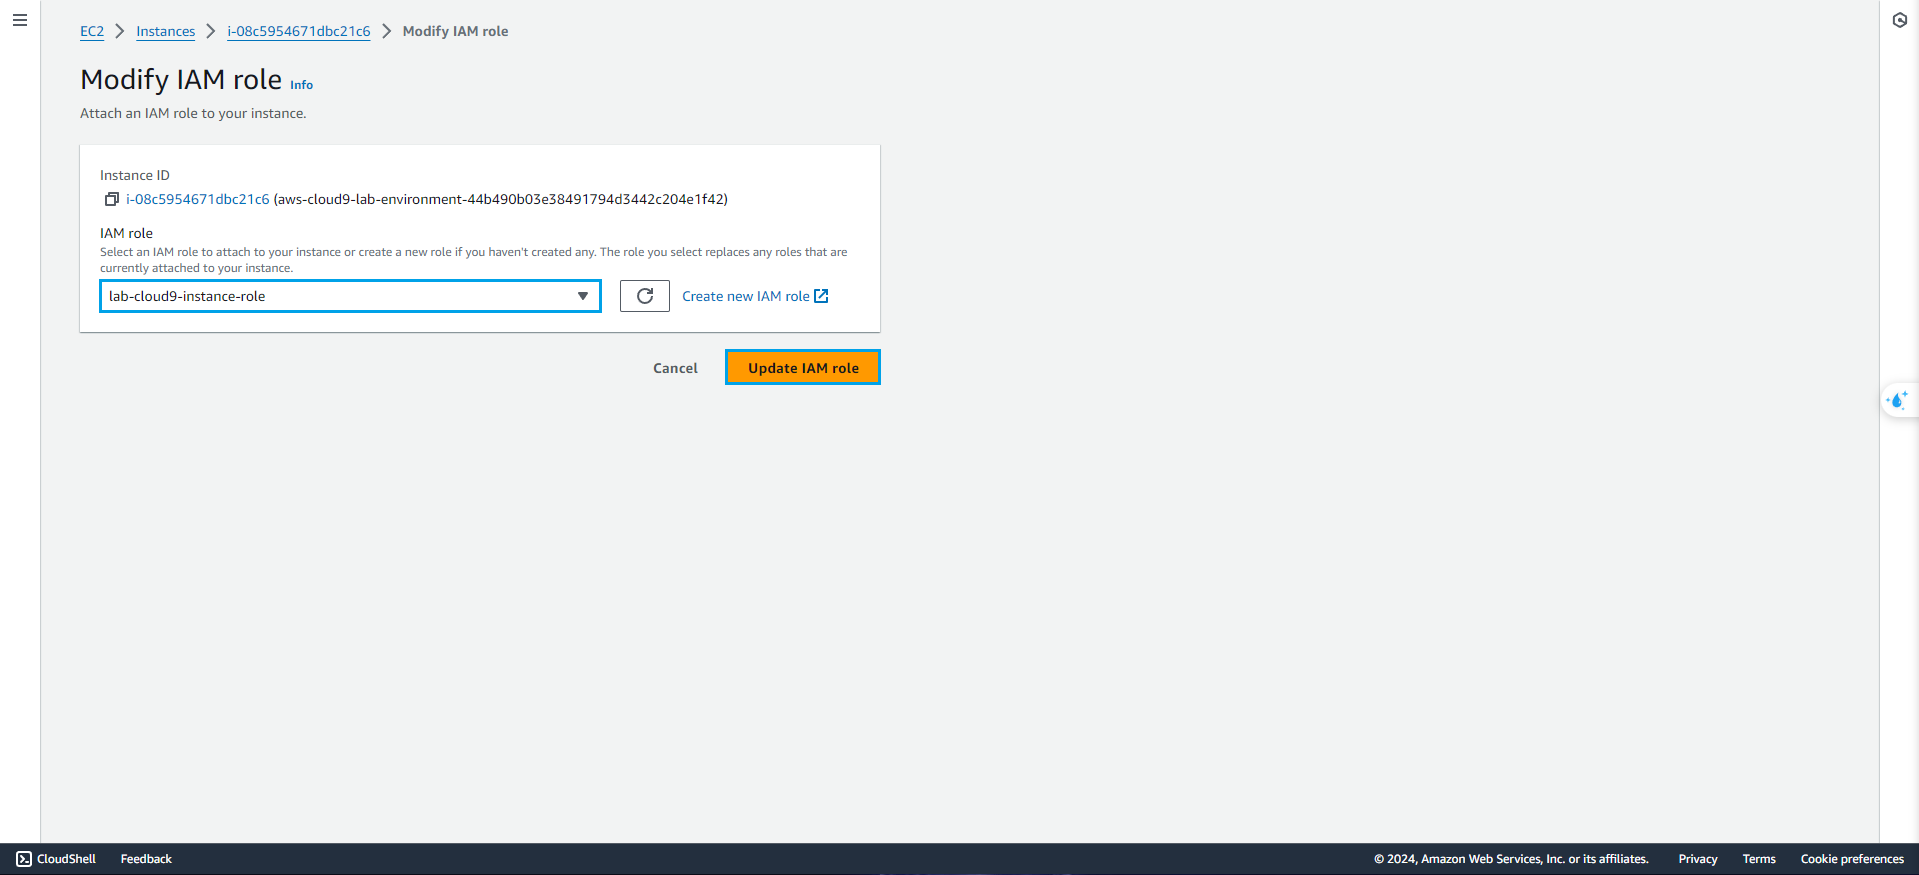 EC2 Instances i-08c5954671dbc21c6 Modify IAM role
Modify IAM role Info
Attach an IAM role to your instance.
Instance ID
i-08c5954671dbc21c6 (aws-cloud9-lab-environment-44b490b03e38491794d3442c204e1f42)
IAM role
Select an IAM role to attach to your instance or create a new role if you haven't created any. The role you select replaces any roles that are
currently attached to your instance.
lab-cloud9-instance-role Create new IAM role
Cancel Update IAM role
CloudShell Feedback © 2024, Amazon Web Services, Inc. or its affiliates. Privacy Terms Cookie preferences